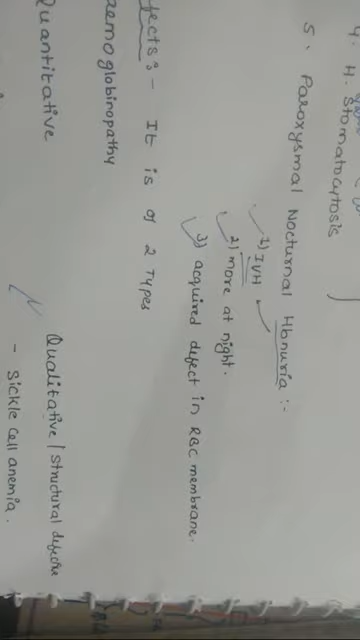 4. H. Stomatocytosis
5. Paroxysmal Nocturnal Hbnuria :-
1) IVH
2) more at night.
3) acquired defect in RBC membrane.
fects :- It is of 2 Types
aemoglobinopathy
Quantitative
Qualitative / Structural defective
- Sickle cell anemia.